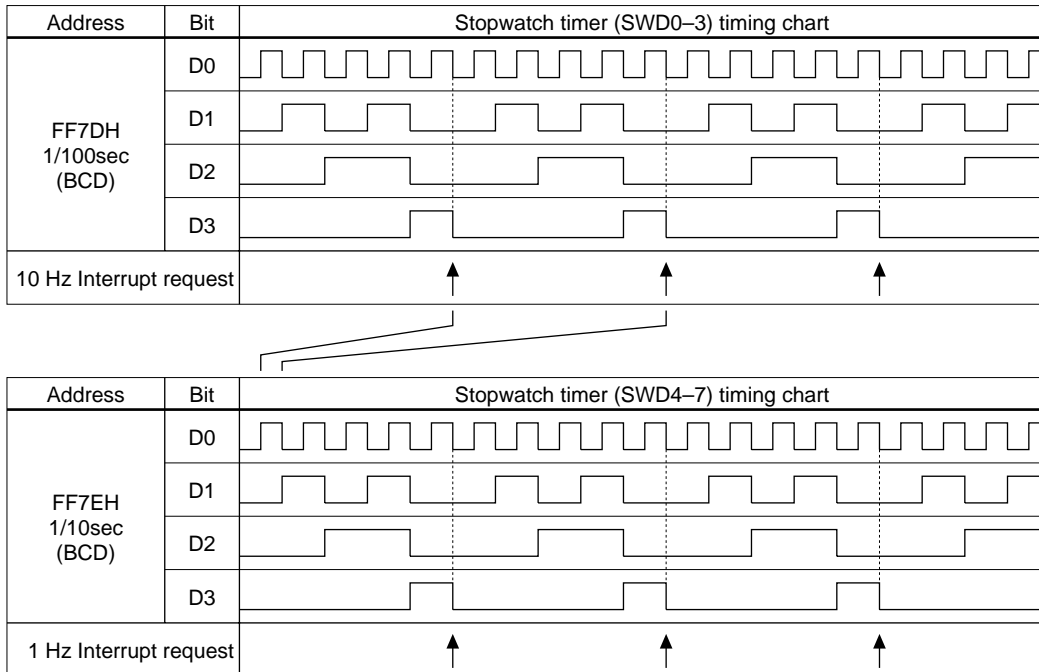 Address Bit Stopwatch timer (SWD0–3) timing chart
FF7DH
1/100sec
(BCD)
D0
D1
D2
D3
10 Hz Interrupt request
Address Bit Stopwatch timer (SWD4–7) timing chart
FF7EH
1/10sec
(BCD)
D0
D1
D2
D3
1 Hz Interrupt request